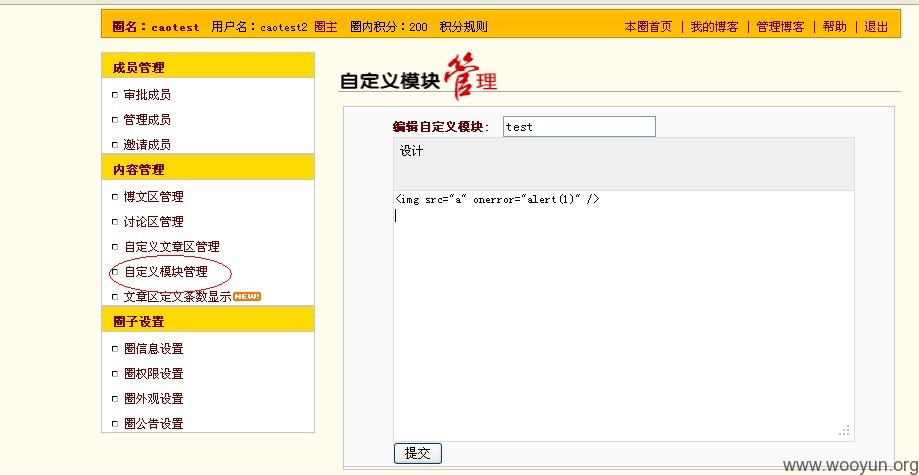 圈名：caotest 用户名：caotest2 圈主 圈内积分：200 积分规则 本圈首页 | 我的博客 | 管理博客 | 帮助 | 退出
成员管理
审批成员
管理成员
邀请成员
内容管理
博文区管理
讨论区管理
自定义文章区管理
自定义模块管理
文章区定义条数显示 NEW!
圈子设置
圈信息设置
圈权限设置
圈外观设置
圈公告设置
自定义模块管理
编辑自定义模块： test
设计
<img src="a" onerror="alert(1)" />
提交
www.wooyun.org